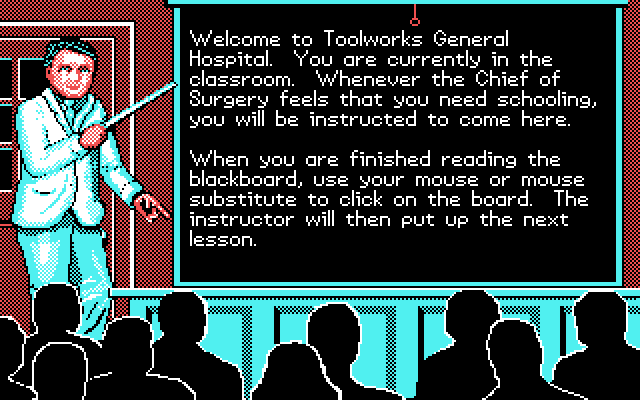 Welcome to Toolworks General
Hospital.  You are currently in the
classroom.  Whenever the Chief of
Surgery feels that you need schooling,
you will be instructed to come here.
When you are finished reading the
blackboard, use your mouse or mouse
substitute to click on the board.  The
instructor will then put up the next
lesson.